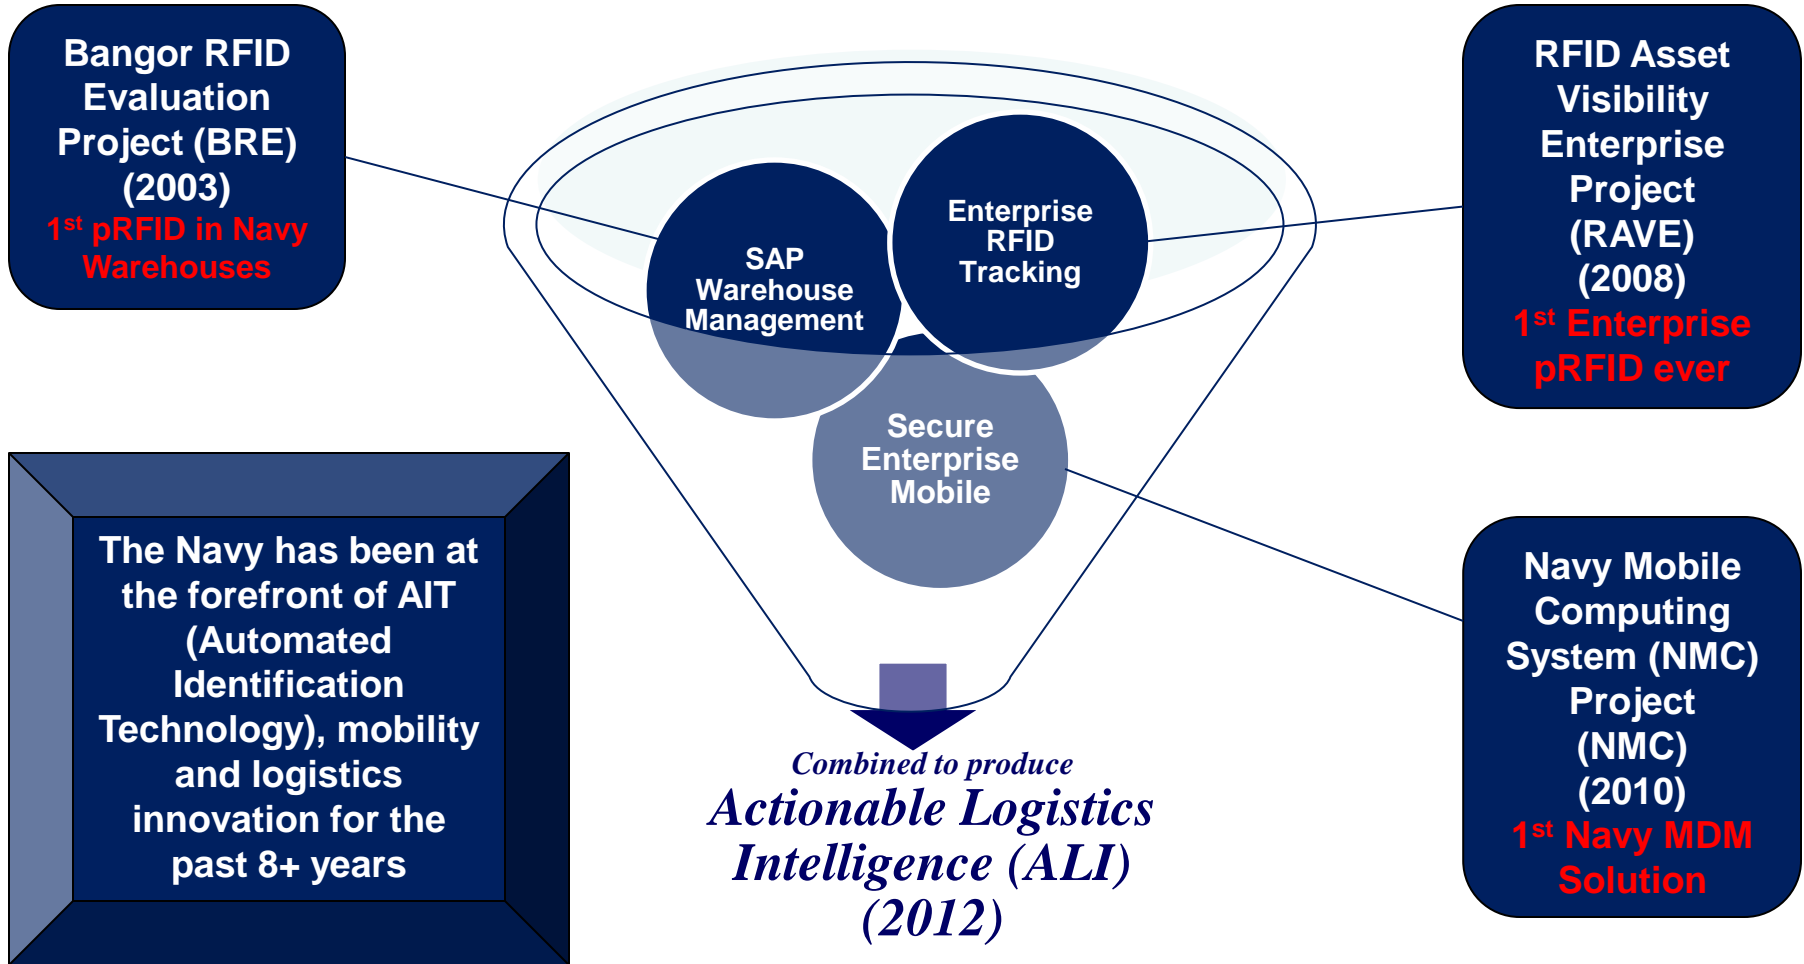 Bangor RFID
Evaluation
Project (BRE)
(2003)
1st pRFID in Navy
Warehouses
SAP
Warehouse
Management
Enterprise
RFID
Tracking
Secure
Enterprise
Mobile
RFID Asset
Visibility
Enterprise
Project
(RAVE)
(2008)
1st Enterprise
pRFID ever
The Navy has been at
the forefront of AIT
(Automated
Identification
Technology), mobility
and logistics
innovation for the
past 8+ years
Combined to produce
Actionable Logistics
Intelligence (ALI)
(2012)
Navy Mobile
Computing
System (NMC)
Project
(NMC)
(2010)
1st Navy MDM
Solution